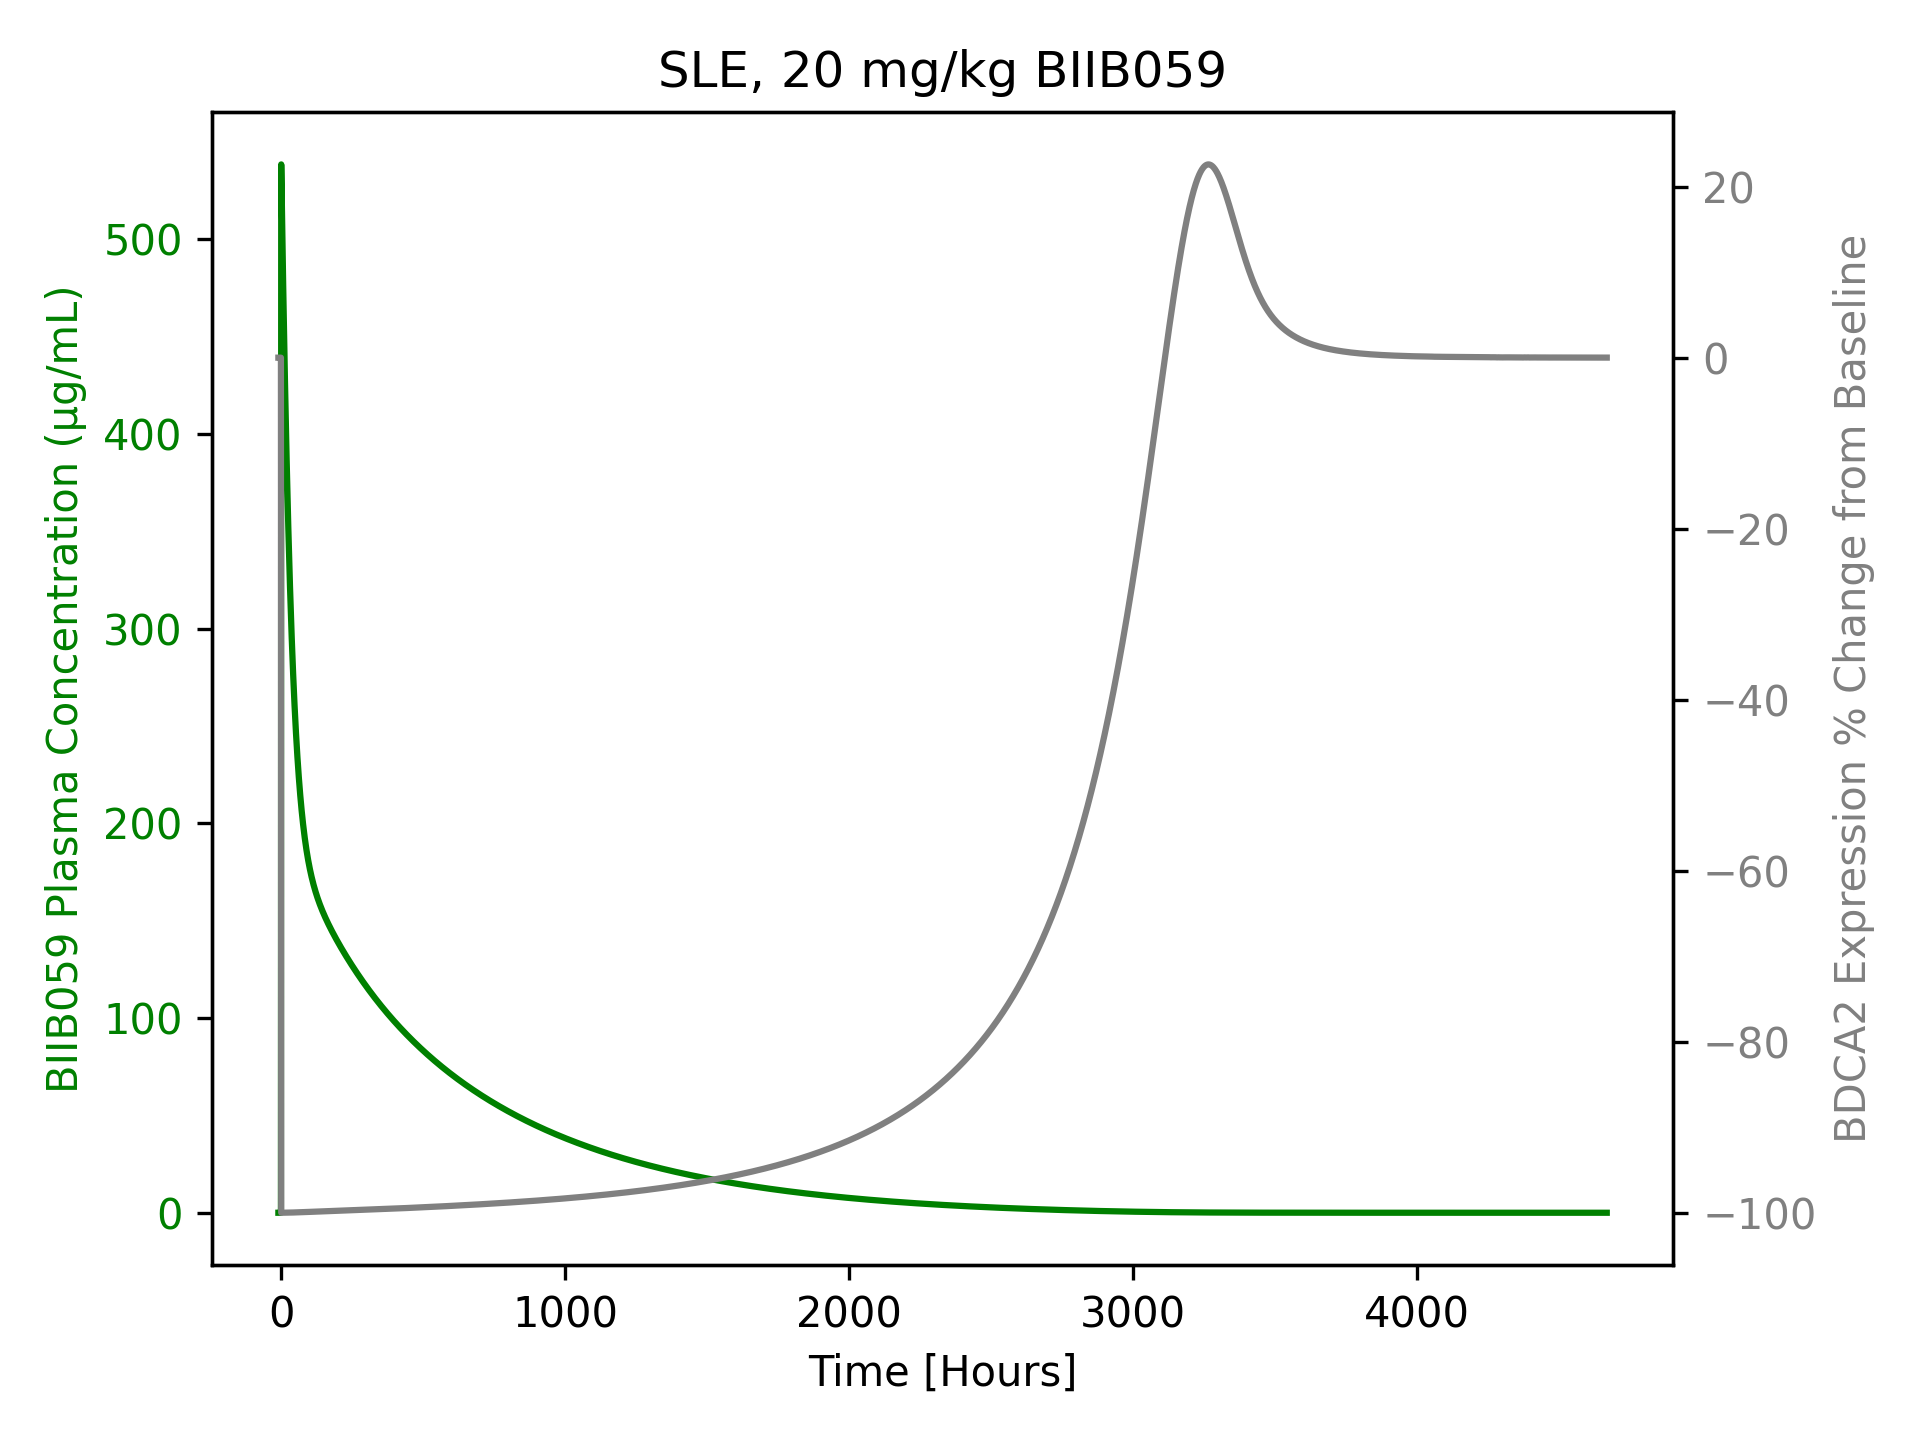 SLE, 20 mg/kg BIIB059
BIIB059 Plasma Concentration (µg/mL)
500
400
300
200
100
0
20
0
−20
−40
−60
−80
−100
BDCA2 Expression % Change from Baseline
0 1000 2000 3000 4000
Time [Hours]